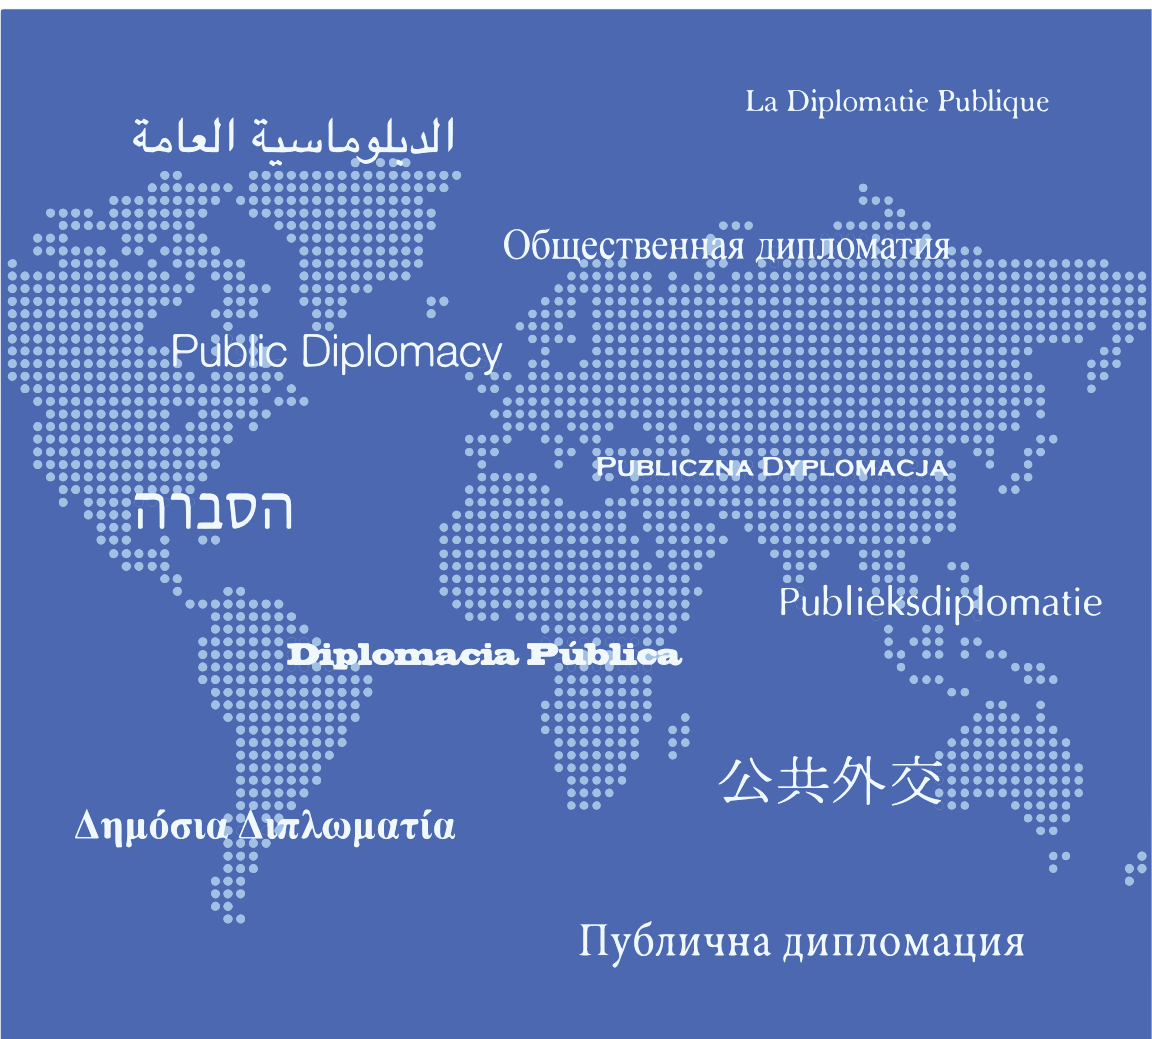 La Diplomatie Publique
الدبلوماسية العامة
Общественная дипломатия
Public Diplomacy
Publiczna Dyplomacja
הסברה
Publieksdiplomatie
Diplomacia Pública
公共外交
Δημόσια Διπλωματία
Публична дипломация